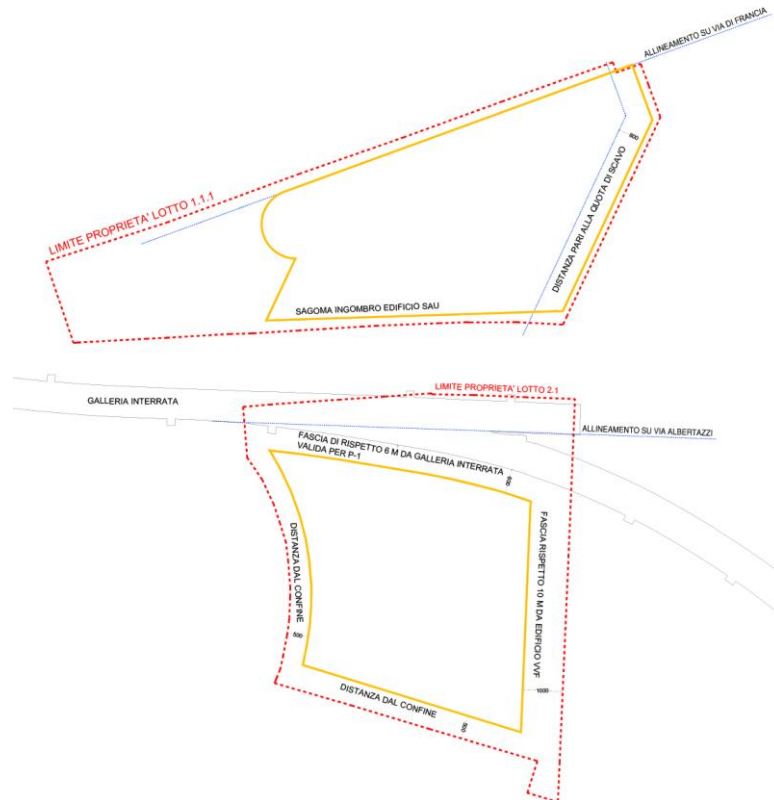 ALLINEAMENTO SU VIA DI FRANCIA
800
LIMITE PROPRIETA' LOTTO 1.1.1
DISTANZA PARI ALLA QUOTA DI SCAVO
SAGOMA INGOMBRO EDIFICIO SAU
LIMITE PROPRIETA' LOTTO 2.1
GALLERIA INTERRATA
ALLINEAMENTO SU VIA ALBERTAZZI
FASCIA DI RISPETTO 6 M DA GALLERIA INTERRATA
VALIDA PER P-1
600
DISTANZA DAL CONFINE
FASCIA RISPETTO 10 M DA EDIFICIO VVF
500
DISTANZA DAL CONFINE
1000